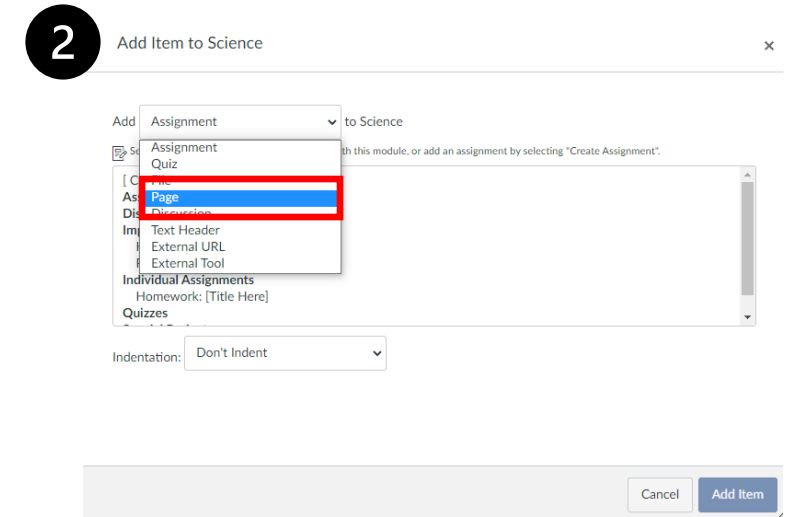 2
Add Item to Science
×
Add Assignment to Science
Assignment
th this module, or add an assignment by selecting "Create Assignment".
Quiz
File
Page
Discussion
Text Header
External URL
External Tool
Individual Assignments
Homework: [Title Here]
Quizzes
Indentation: Don't Indent
Cancel Add Item